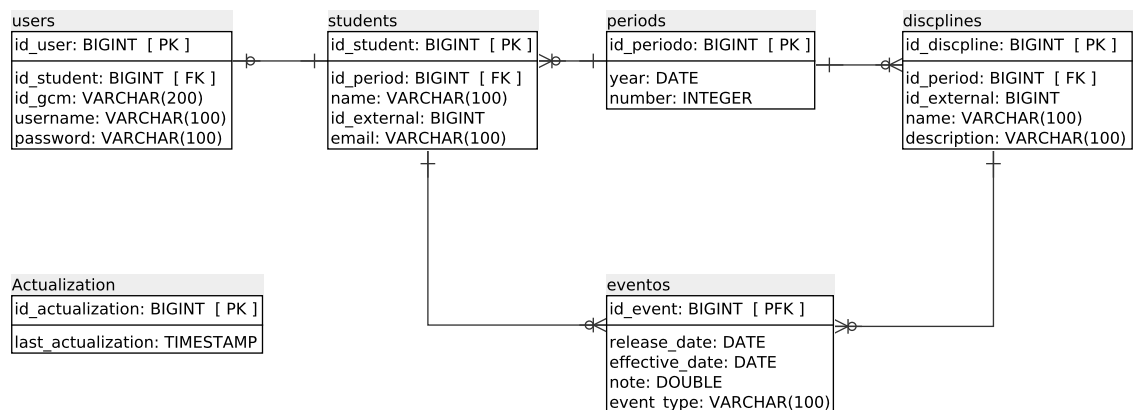 users
id_user: BIGINT [ PK ]
id_student: BIGINT [ FK ]
id_gcm: VARCHAR(200)
username: VARCHAR(100)
password: VARCHAR(100)
students
id_student: BIGINT [ PK ]
id_period: BIGINT [ FK ]
name: VARCHAR(100)
id_external: BIGINT
email: VARCHAR(100)
periods
id_periodo: BIGINT [ PK ]
year: DATE
number: INTEGER
discplines
id_discpline: BIGINT [ PK ]
id_period: BIGINT [ FK ]
id_external: BIGINT
name: VARCHAR(100)
description: VARCHAR(100)
Actualization
id_actualization: BIGINT [ PK ]
last_actualization: TIMESTAMP
eventos
id_event: BIGINT [ PFK ]
release_date: DATE
effective_date: DATE
note: DOUBLE
event_type: VARCHAR(100)